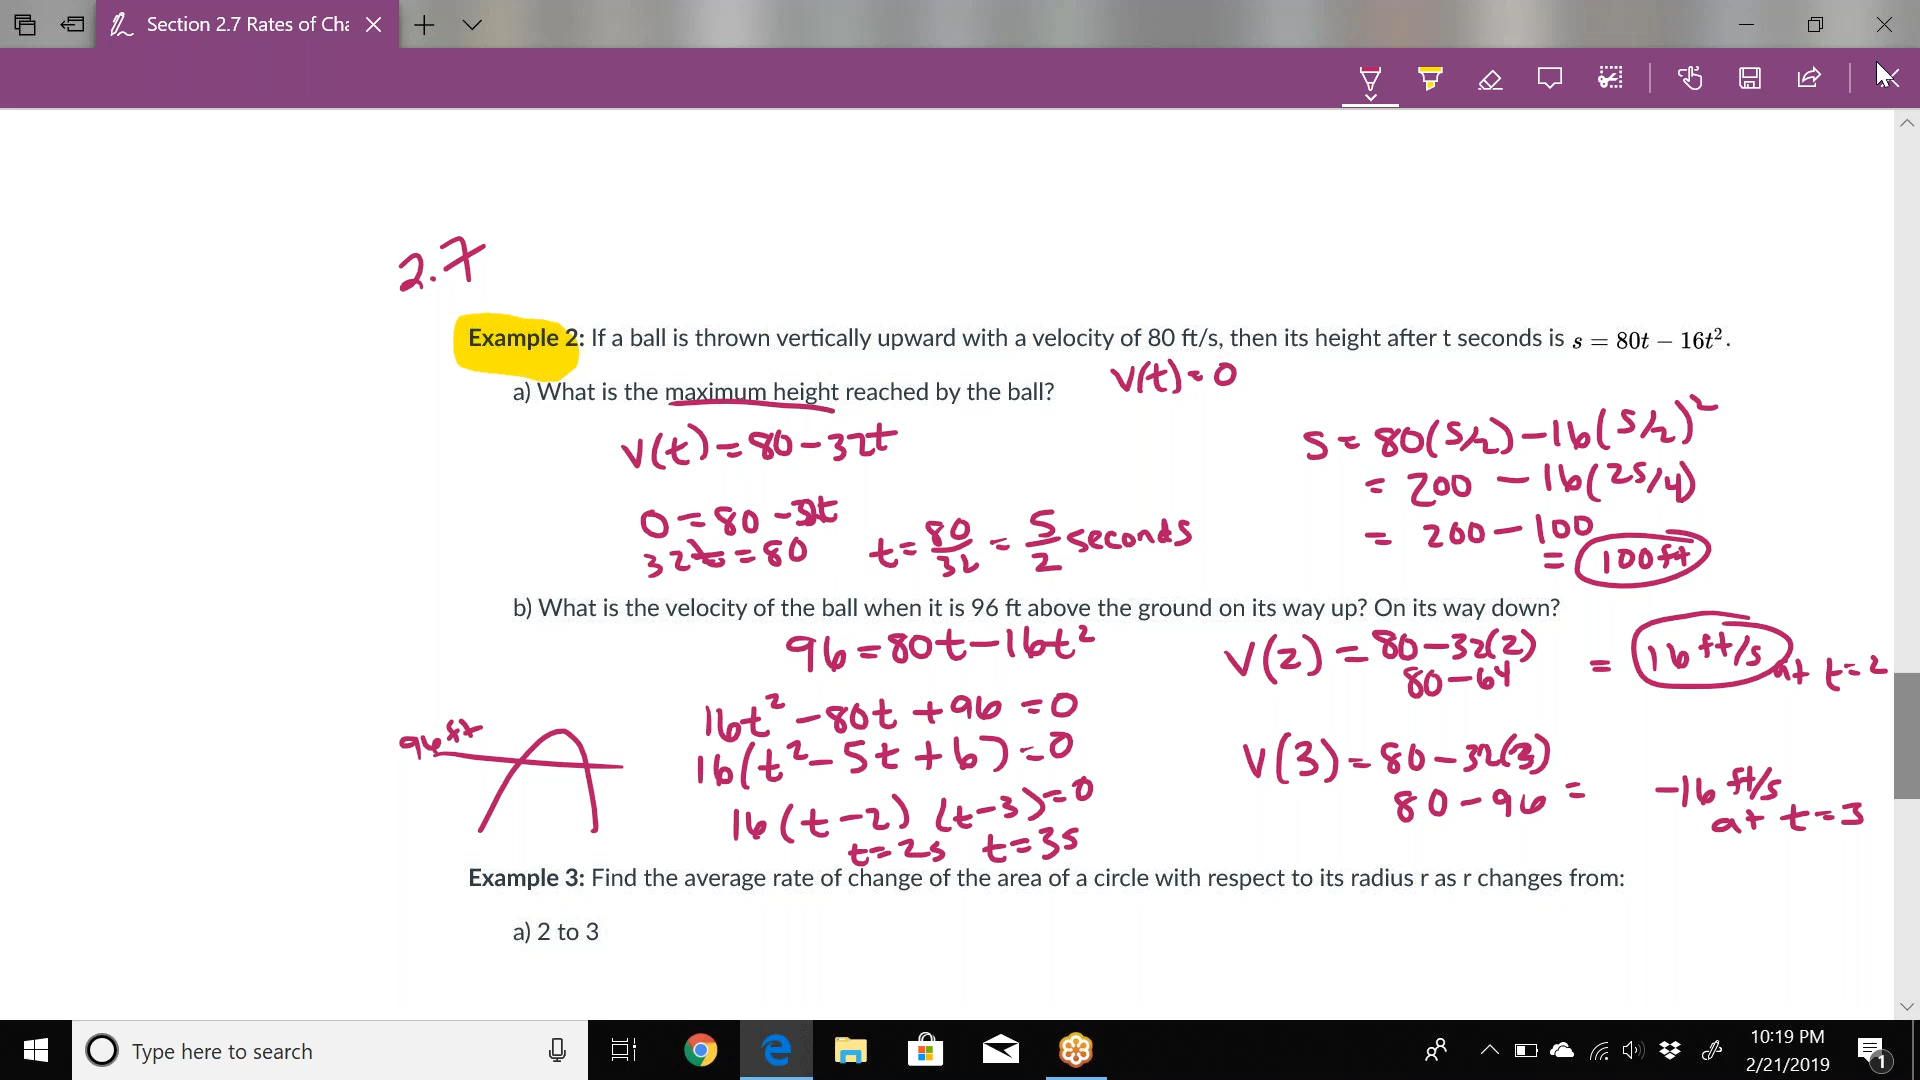 Section 2.7 Rates of Cha
2.7
Example 2: If a ball is thrown vertically upward with a velocity of 80 ft/s, then its height after t seconds is s = 80t − 16t².
a) What is the maximum height reached by the ball?
v(t) = 0
v(t) = 80 − 32t
0 = 80 − 32t
32t = 80
t = 80/32 = 5/2 seconds
s = 80(5/2) − 16(5/2)²
= 200 − 16(25/4)
= 200 − 100
= 100 ft
b) What is the velocity of the ball when it is 96 ft above the ground on its way up? On its way down?
96 = 80t − 16t²
16t² − 80t + 96 = 0
16(t² − 5t + 6) = 0
16(t − 2)(t − 3) = 0
t = 2s t = 3s
96 ft
v(2) = 80 − 32(2)
80 − 64 = 16 ft/s at t = 2
v(3) = 80 − 32(3)
80 − 96 = −16 ft/s
at t = 3
Example 3: Find the average rate of change of the area of a circle with respect to its radius r as r changes from:
a) 2 to 3
Type here to search
10:19 PM
2/21/2019
1